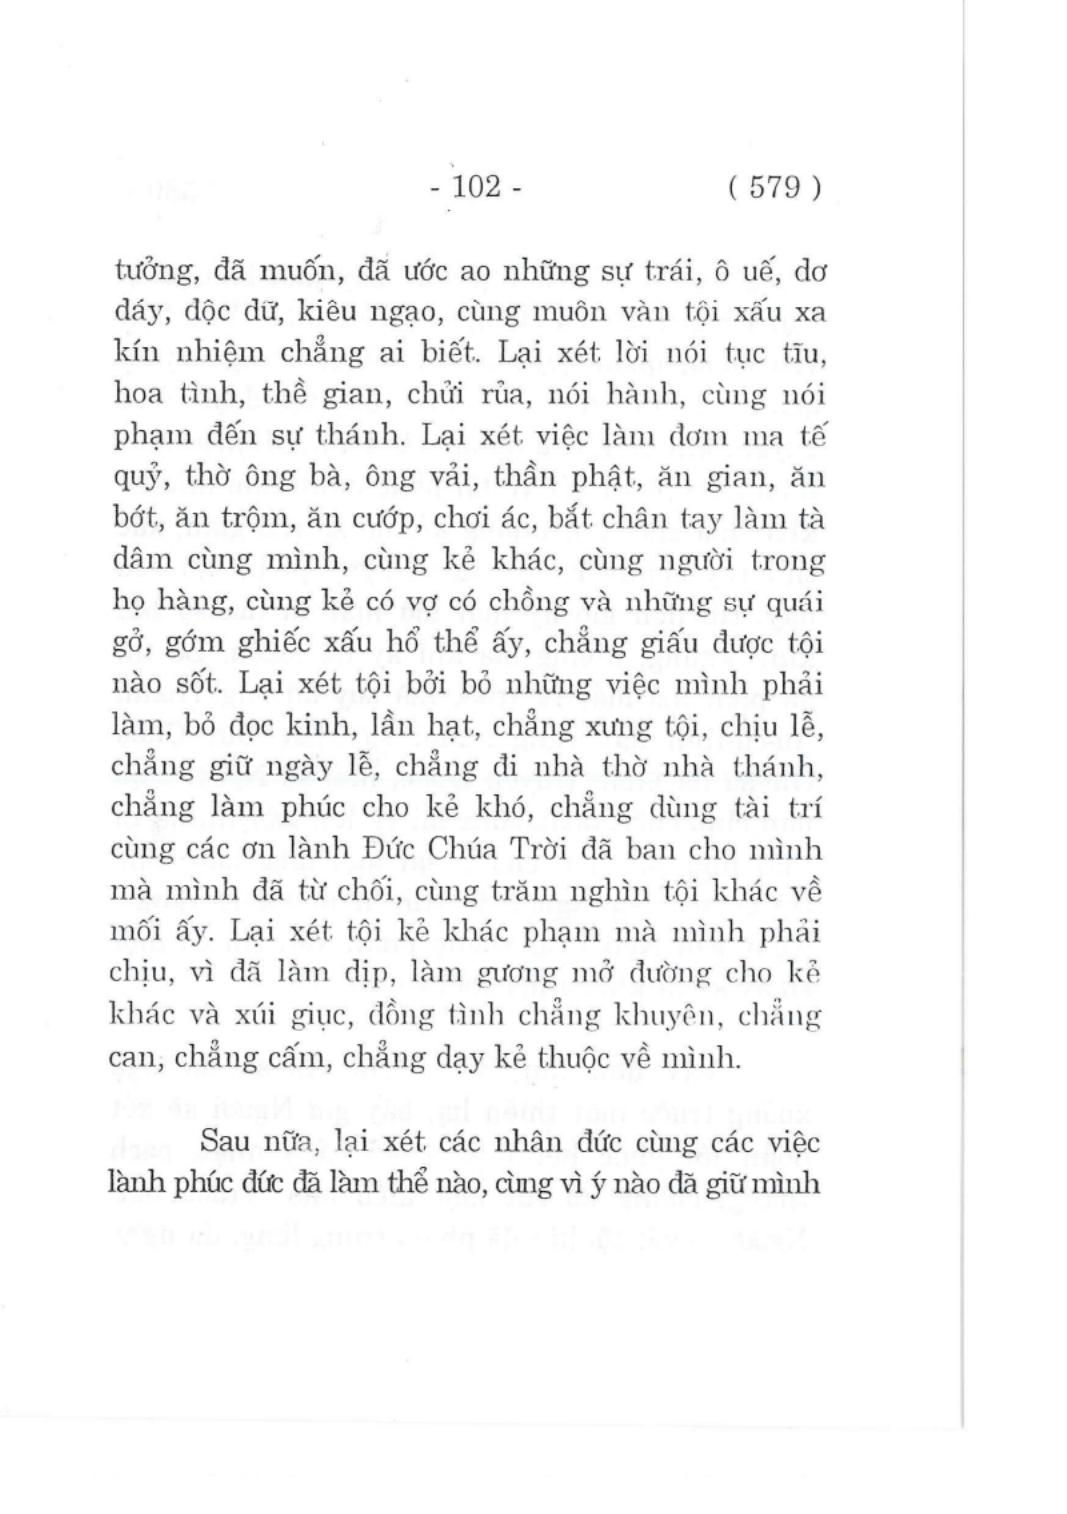 - 102 - ( 579 )
tưởng, đã muốn, đã ước ao những sự trái, ô uế, dơ
dáy, dộc dữ, kiêu ngạo, cùng muôn vàn tội xấu xa
kín nhiệm chẳng ai biết. Lại xét lời nói tục tĩu,
hoa tình, thề gian, chửi rủa, nói hành, cùng nói
phạm đến sự thánh. Lại xét việc làm đơm ma tế
quỷ, thờ ông bà, ông vải, thần phật, ăn gian, ăn
bớt, ăn trộm, ăn cướp, chơi ác, bắt chân tay làm tà
dâm cùng mình, cùng kẻ khác, cùng người trong
họ hàng, cùng kẻ có vợ có chồng và những sự quái
gở, gớm ghiếc xấu hổ thể ấy, chẳng giấu được tội
nào sốt. Lại xét tội bởi bỏ những việc mình phải
làm, bỏ đọc kinh, lần hạt, chẳng xưng tội, chịu lễ,
chẳng giữ ngày lễ, chẳng đi nhà thờ nhà thánh,
chẳng làm phúc cho kẻ khó, chẳng dùng tài trí
cùng các ơn lành Đức Chúa Trời đã ban cho mình
mà mình đã từ chối, cùng trăm nghìn tội khác về
mối ấy. Lại xét tội kẻ khác phạm mà mình phải
chịu, vì đã làm dịp, làm gương mở đường cho kẻ
khác và xúi giục, đồng tình chẳng khuyên, chẳng
can, chẳng cấm, chẳng dạy kẻ thuộc về mình.
Sau nữa, lại xét các nhân đức cùng các việc
lành phúc đức đã làm thể nào, cùng vì ý nào đã giữ mình